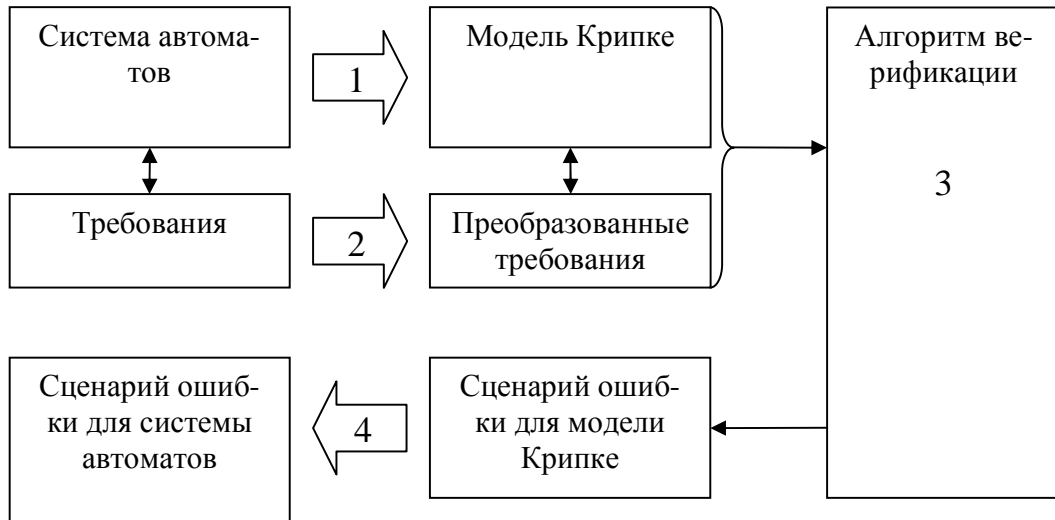 Система автома-
тов
1
Модель Крипке
Алгоритм ве-
рификации
3
Требования
2
Преобразованные
требования
Сценарий ошиб-
ки для системы
автоматов
4
Сценарий ошиб-
ки для модели
Крипке